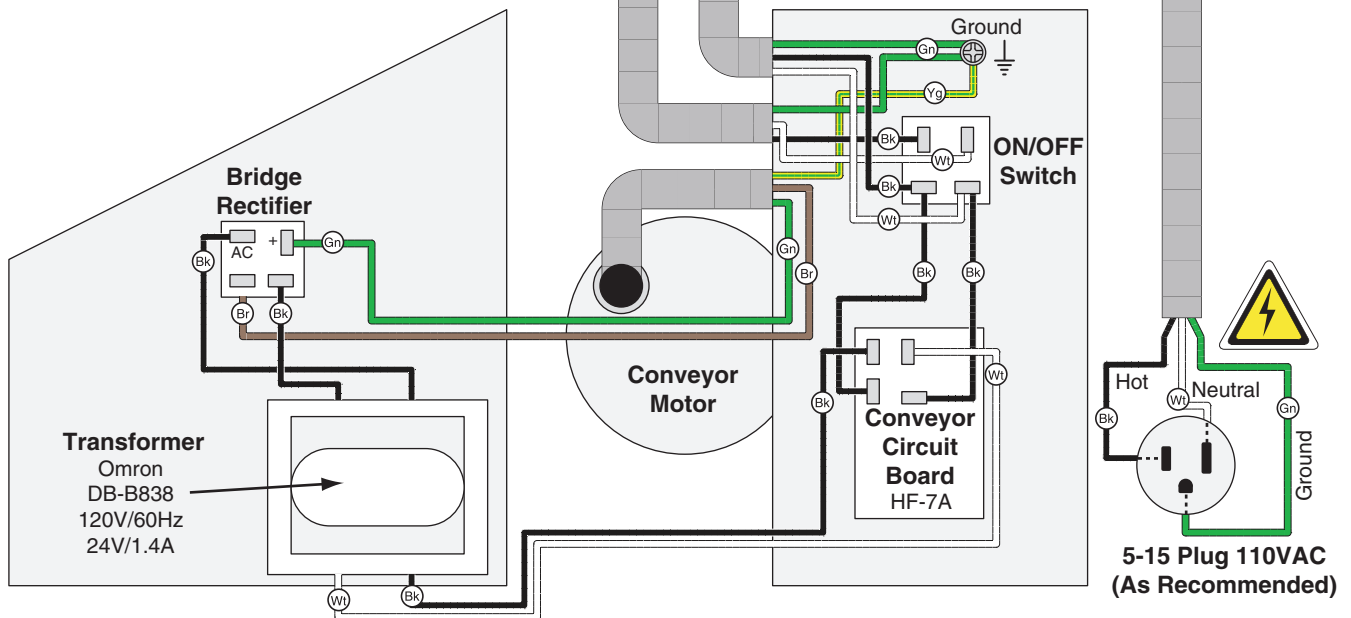 Ground
Gn
Yg
Bk
Wt
ON/OFF
Switch
Bk
Wt
Bridge
Rectifier
AC
+
Gn
Bk
Br
Bk
Gn
Br
Bk
Bk
Conveyor
Motor
Wt
Bk
Conveyor
Circuit
Board
HF-7A
Transformer
Omron
DB-B838
120V/60Hz
24V/1.4A
Wt
Bk
Hot
Neutral
Wt
Bk
Gn
Ground
5-15 Plug 110VAC
(As Recommended)